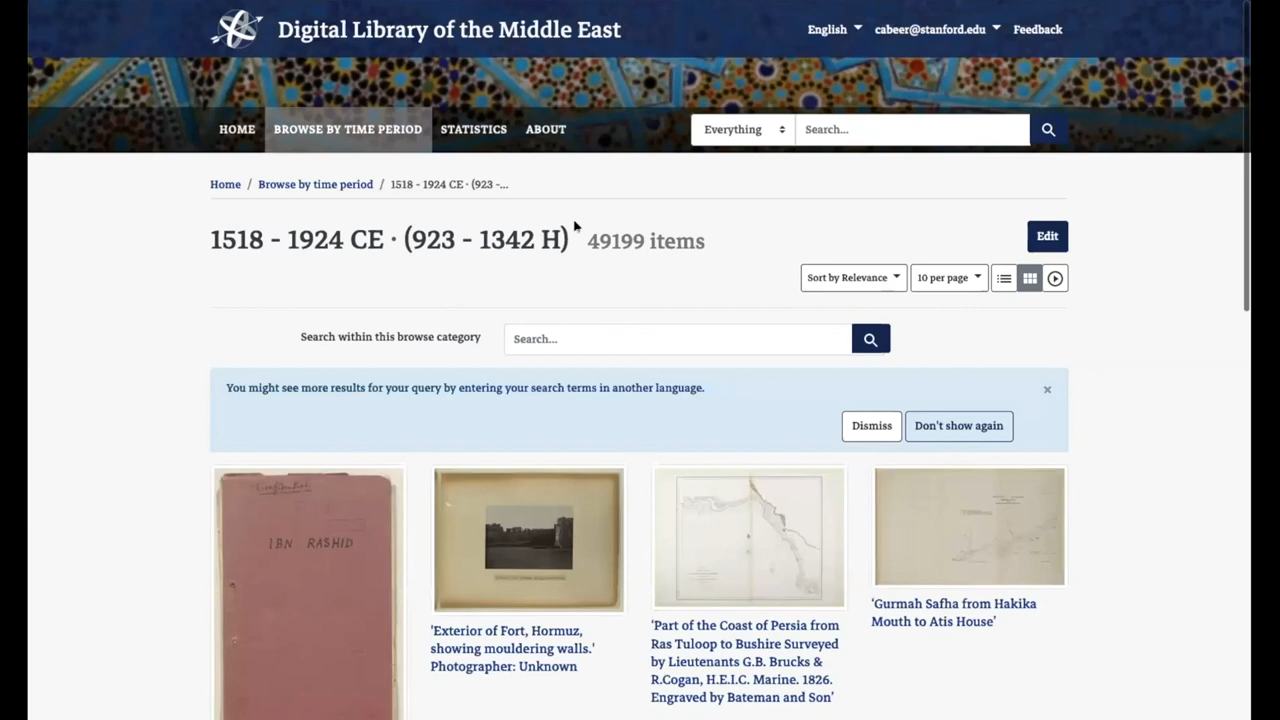 Digital Library of the Middle East
English cabeer@stanford.edu Feedback
HOME BROWSE BY TIME PERIOD STATISTICS ABOUT
Everything Search...
Home / Browse by time period / 1518 - 1924 CE · (923 -...
1518 - 1924 CE · (923 - 1342 H) 49199 items
Edit
Sort by Relevance 10 per page
Search within this browse category Search...
You might see more results for your query by entering your search terms in another language.
×
Dismiss Don't show again
IBN RASHID
'Exterior of Fort, Hormuz,
showing mouldering walls.'
Photographer: Unknown
‘Part of the Coast of Persia from
Ras Tuloop to Bushire Surveyed
by Lieutenants G.B. Brucks &
R.Cogan, H.E.I.C. Marine. 1826.
Engraved by Bateman and Son’
‘Gurmah Safha from Hakika
Mouth to Atis House’